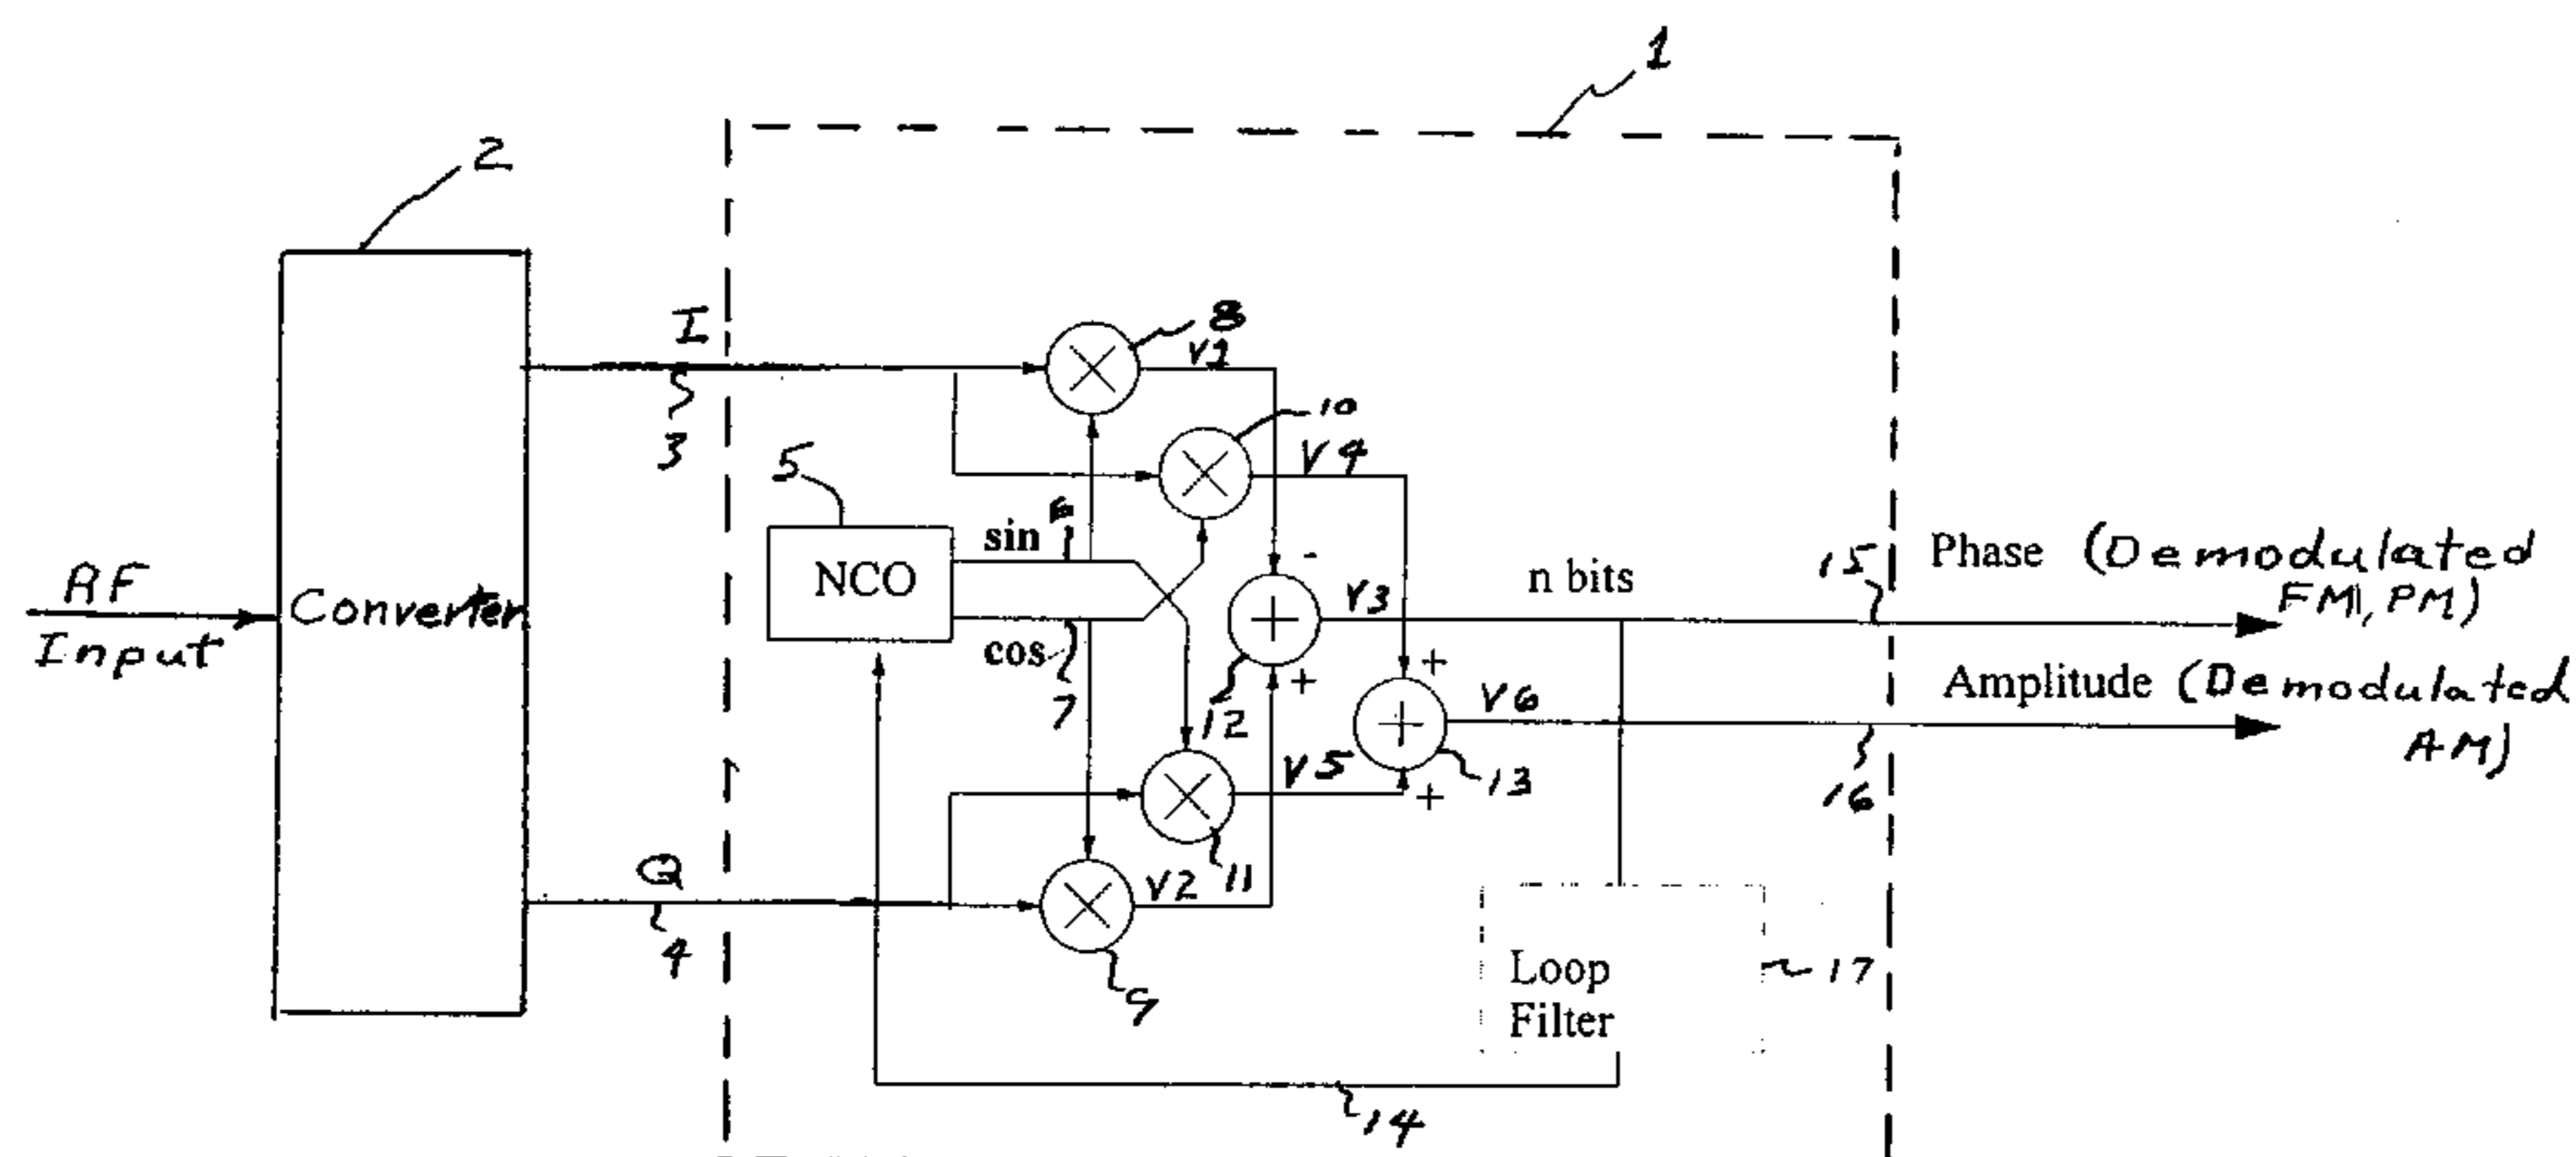 1
2
I
3
8
V1
10
V4
5
sin
6
NCO
cos
7
RF
Input
Converter
-
12
+
V3
n bits
15
Phase (Demodulated
FM, PM)
+
V6
13
+
16
Amplitude (Demodulated
AM)
V5
11
Q
4
V2
9
Loop
Filter
17
14